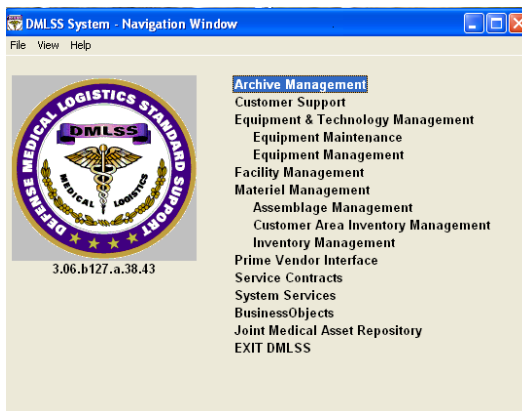 DMLSS System - Navigation Window
File View Help
DEFENSE MEDICAL LOGISTICS STANDARD SUPPORT
DMLSS
MEDICAL LOGISTICS
3.06.b127.a.38.43
Archive Management
Customer Support
Equipment & Technology Management
Equipment Maintenance
Equipment Management
Facility Management
Materiel Management
Assemblage Management
Customer Area Inventory Management
Inventory Management
Prime Vendor Interface
Service Contracts
System Services
BusinessObjects
Joint Medical Asset Repository
EXIT DMLSS